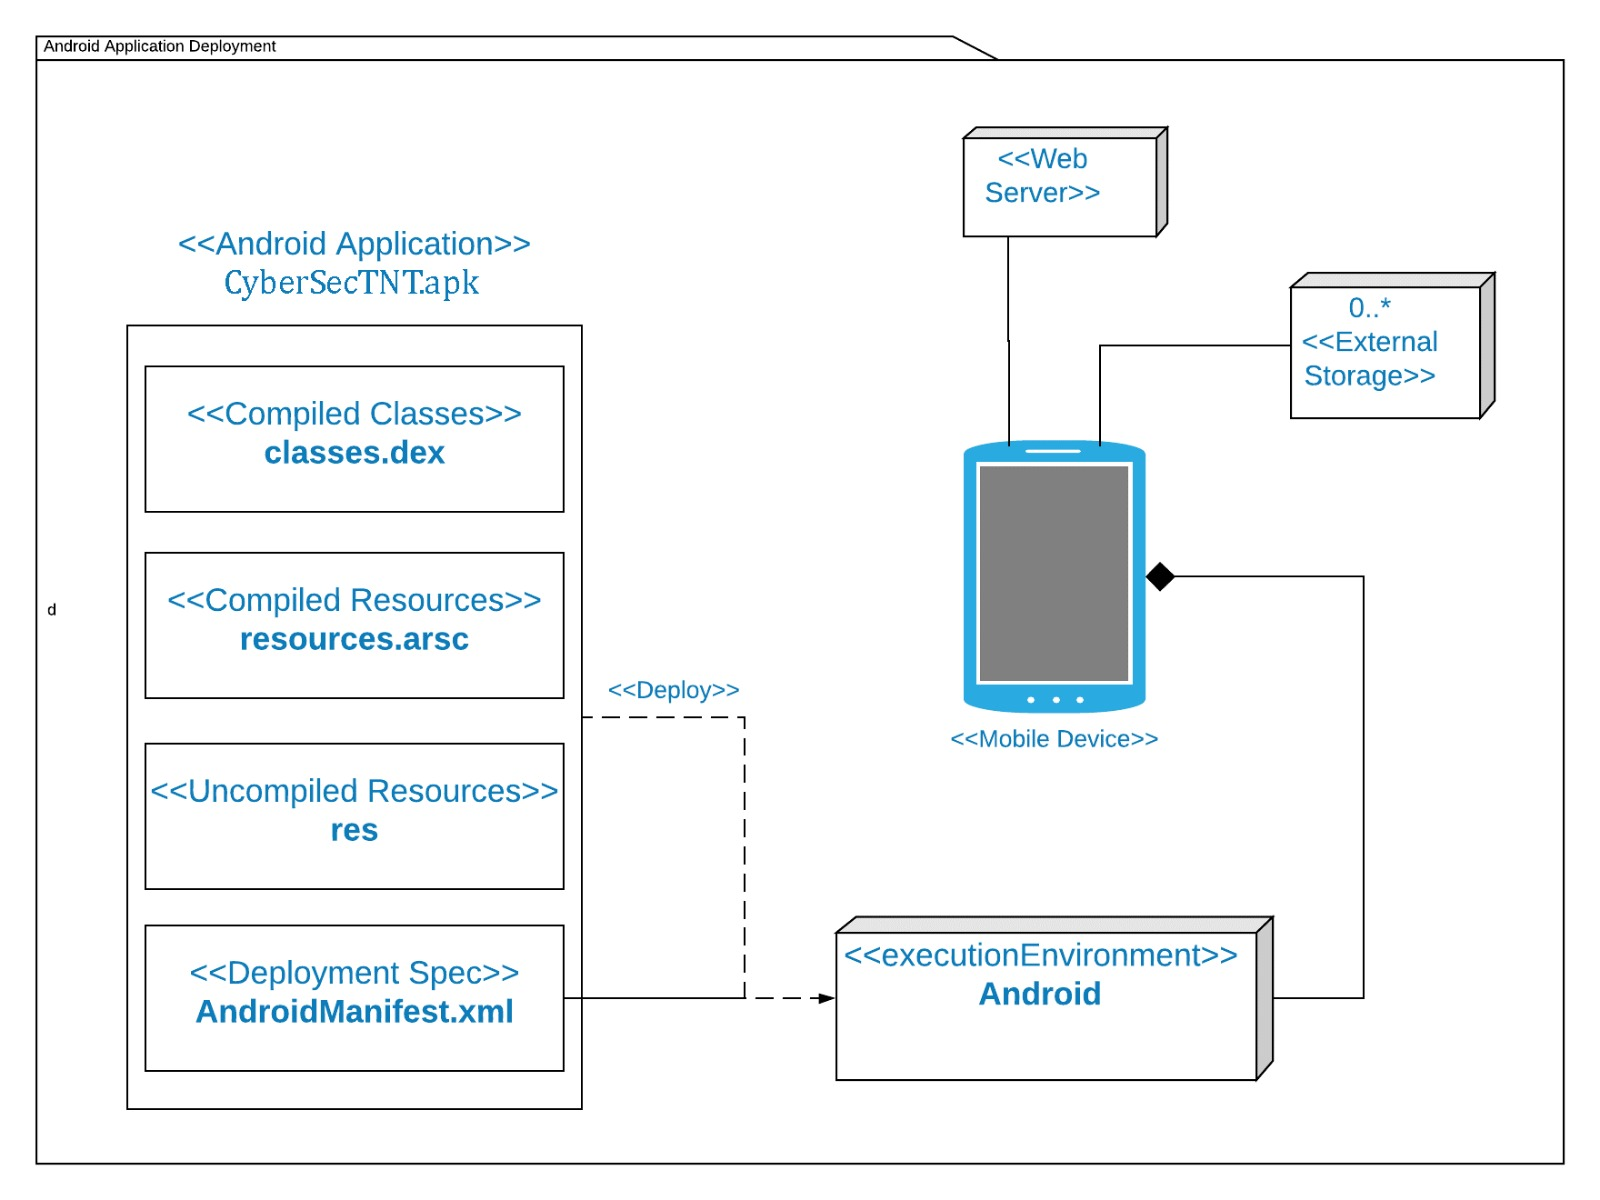 Android Application Deployment
<<Web
Server>>
<<Android Application>>
CyberSecTNT.apk
0..*
<<External
Storage>>
<<Compiled Classes>>
classes.dex
<<Compiled Resources>>
resources.arsc
d
<<Deploy>>
<<Mobile Device>>
<<Uncompiled Resources>>
res
<<Deployment Spec>>
AndroidManifest.xml
<<executionEnvironment>>
Android